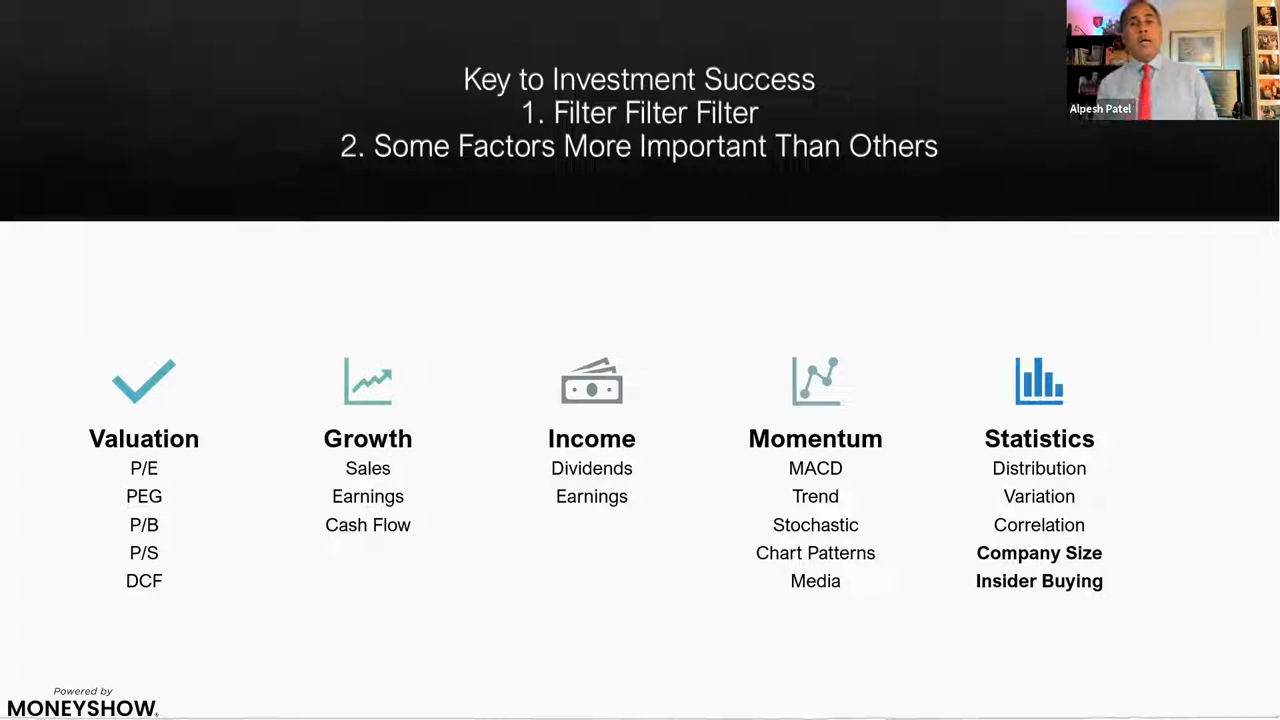 Key to Investment Success
1. Filter Filter Filter
2. Some Factors More Important Than Others
Alpesh Patel
Valuation
P/E
PEG
P/B
P/S
DCF
Growth
Sales
Earnings
Cash Flow
Income
Dividends
Earnings
Momentum
MACD
Trend
Stochastic
Chart Patterns
Media
Statistics
Distribution
Variation
Correlation
Company Size
Insider Buying
Powered by
MONEYSHOW.